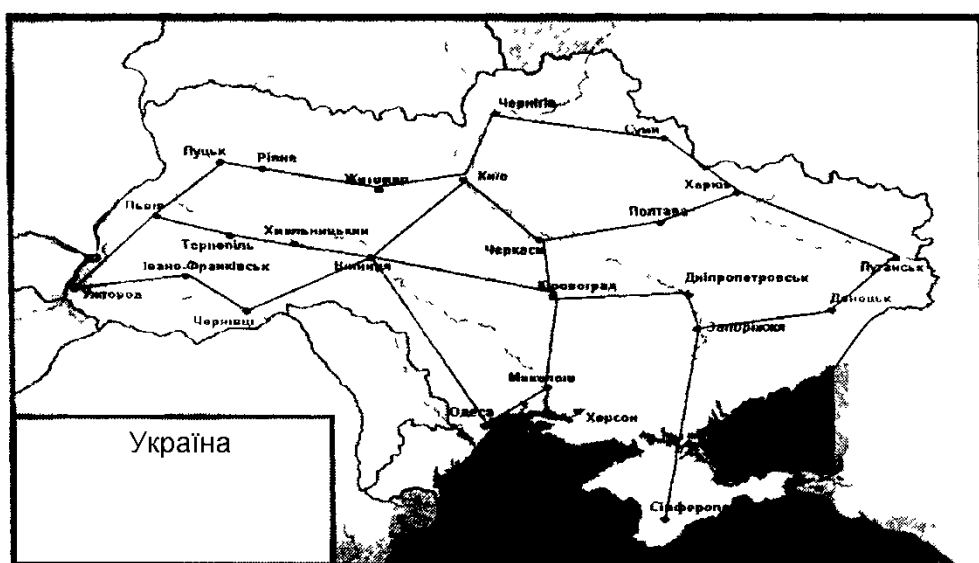 Чернігів
Суми
Луцьк
Рівне
Житомир
Київ
Харків
Львів
Полтава
Тернопіль
Хмельницький
Черкаси
Вінниця
Луганськ
Івано-Франківськ
Ужгород
Кіровоград
Дніпропетровськ
Донецьк
Чернівці
Запоріжжя
Миколаїв
Одеса
Херсон
Україна